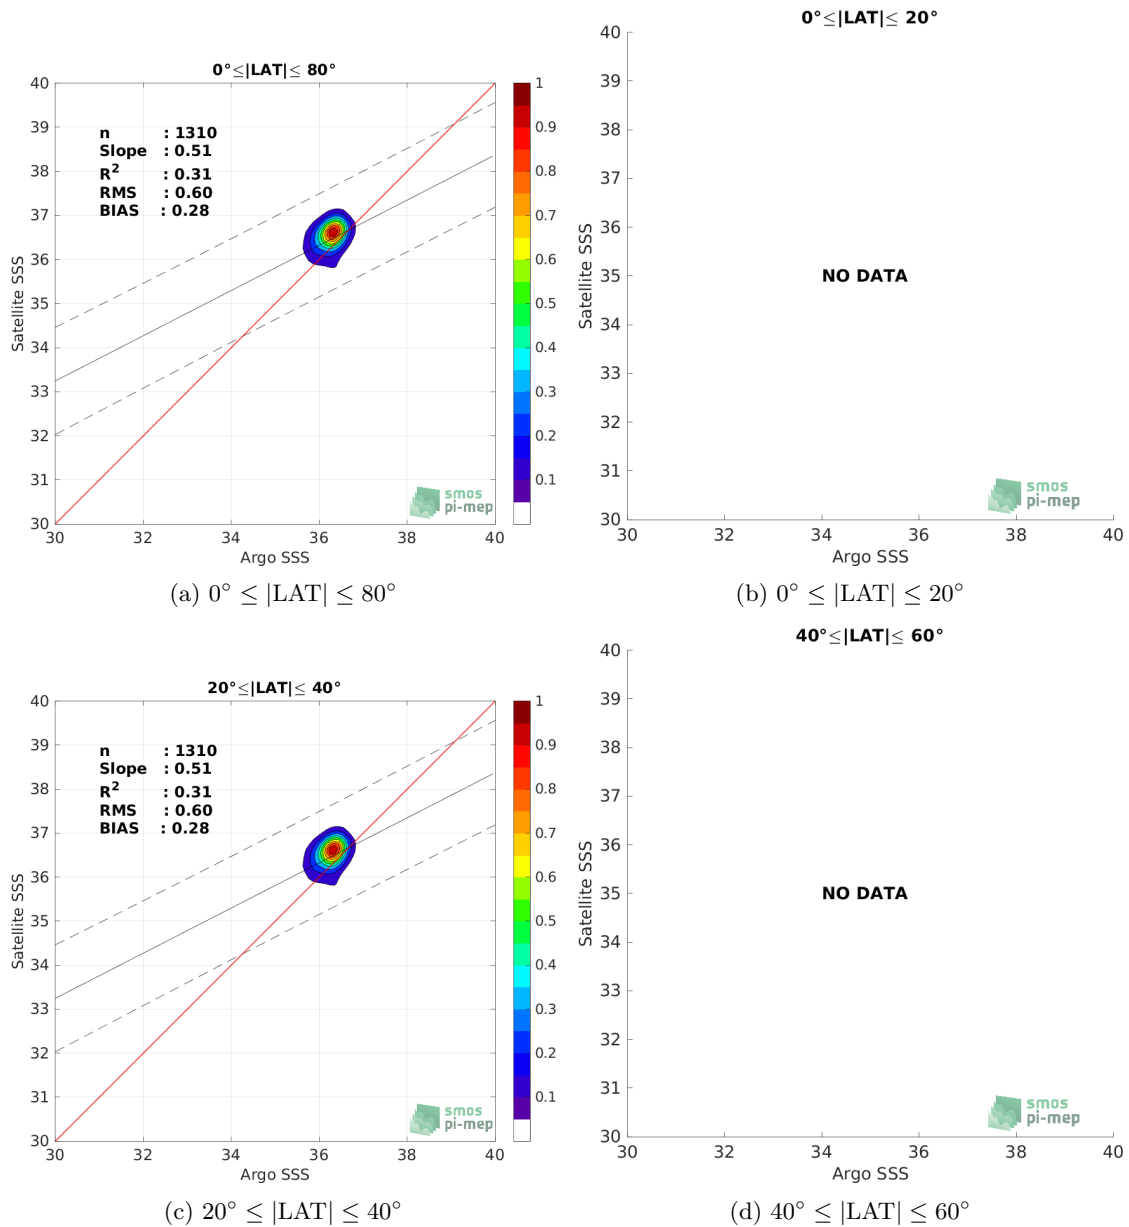 0°≤|LAT|≤ 80°
40
39
38
37
36
35
34
33
32
31
30
n : 1310
Slope : 0.51
R² : 0.31
RMS : 0.60
BIAS : 0.28
Satellite SSS
30 32 34 36 38 40
Argo SSS
smos
pi-mep
1
0.9
0.8
0.7
0.6
0.5
0.4
0.3
0.2
0.1
(a) 0° ≤ |LAT| ≤ 80°
0°≤|LAT|≤ 20°
40
39
38
37
36
35
34
33
32
31
30
Satellite SSS
NO DATA
smos
pi-mep
30 32 34 36 38 40
Argo SSS
(b) 0° ≤ |LAT| ≤ 20°
20°≤|LAT|≤ 40°
40
39
38
37
36
35
34
33
32
31
30
n : 1310
Slope : 0.51
R² : 0.31
RMS : 0.60
BIAS : 0.28
Satellite SSS
30 32 34 36 38 40
Argo SSS
smos
pi-mep
1
0.9
0.8
0.7
0.6
0.5
0.4
0.3
0.2
0.1
(c) 20° ≤ |LAT| ≤ 40°
40°≤|LAT|≤ 60°
40
39
38
37
36
35
34
33
32
31
30
Satellite SSS
NO DATA
smos
pi-mep
30 32 34 36 38 40
Argo SSS
(d) 40° ≤ |LAT| ≤ 60°